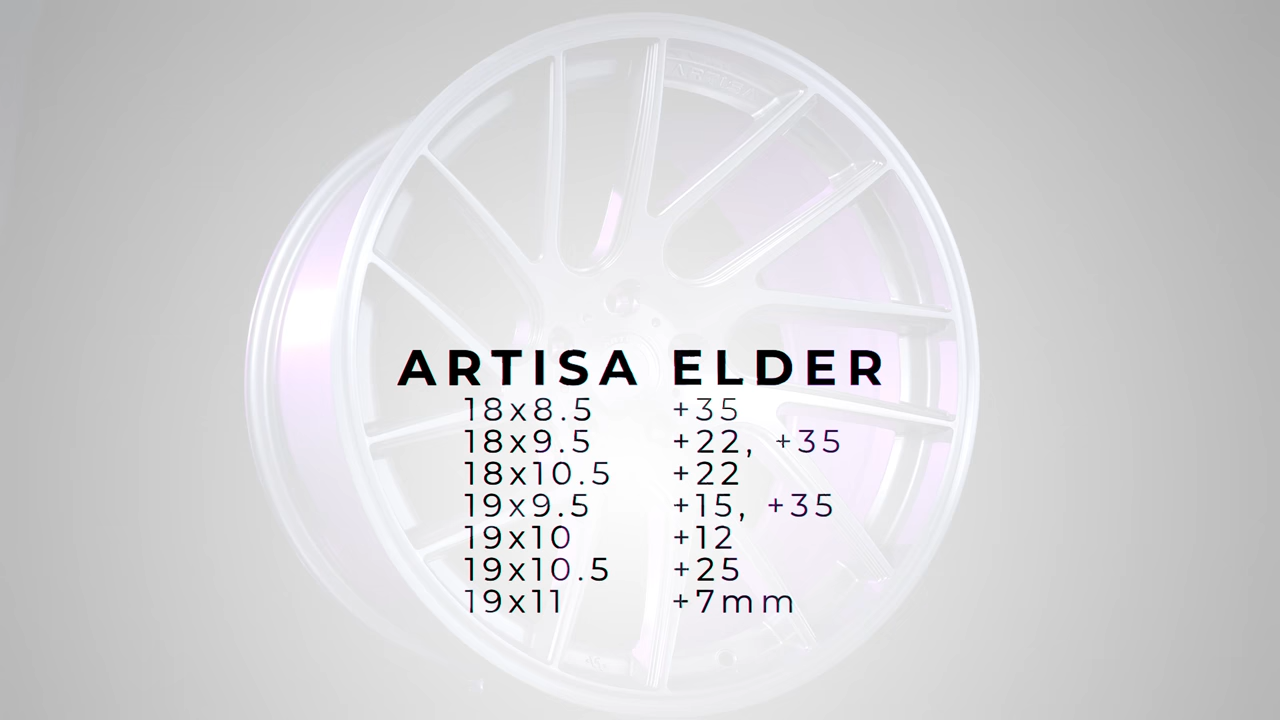 ARTISA ELDER
18x8.5 +35
18x9.5 +22, +35
18x10.5 +22
19x9.5 +15, +35
19x10 +12
19x10.5 +25
19x11 +7mm